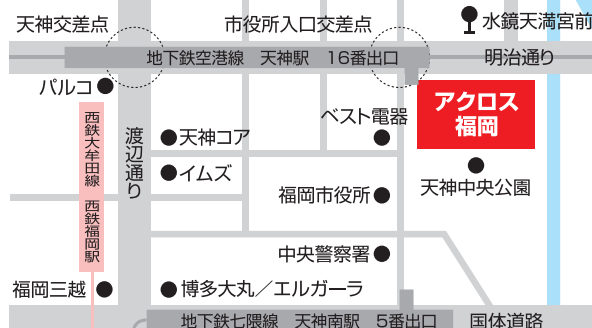 天神交差点
市役所入口交差点
水鏡天満宮前
地下鉄空港線 天神駅 16番出口
明治通り
パルコ
アクロス
福岡
ベスト電器
西鉄大牟田線 西鉄福岡駅
渡辺通り
天神コア
イムズ
天神中央公園
福岡市役所
中央警察署
福岡三越
博多大丸/エルガーラ
地下鉄七隈線 天神南駅 5番出口
国体道路